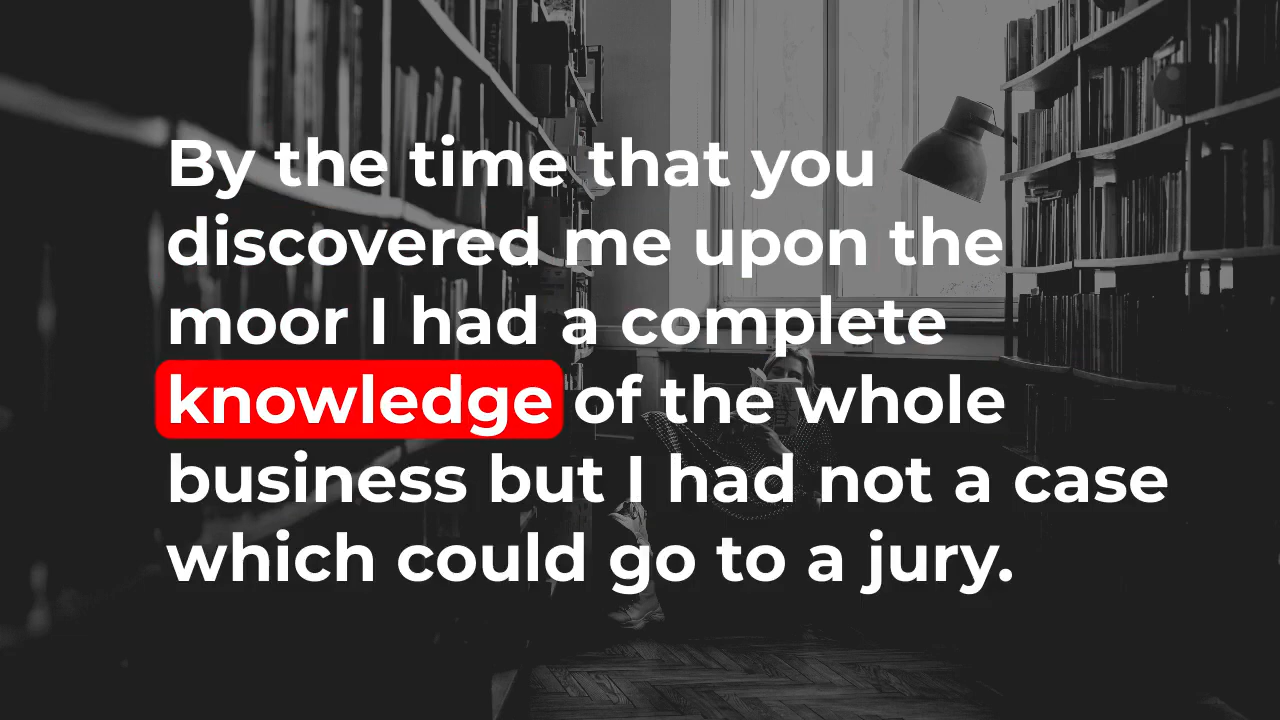 By the time that you
discovered me upon the
moor I had a complete
knowledge of the whole
business but I had not a case
which could go to a jury.